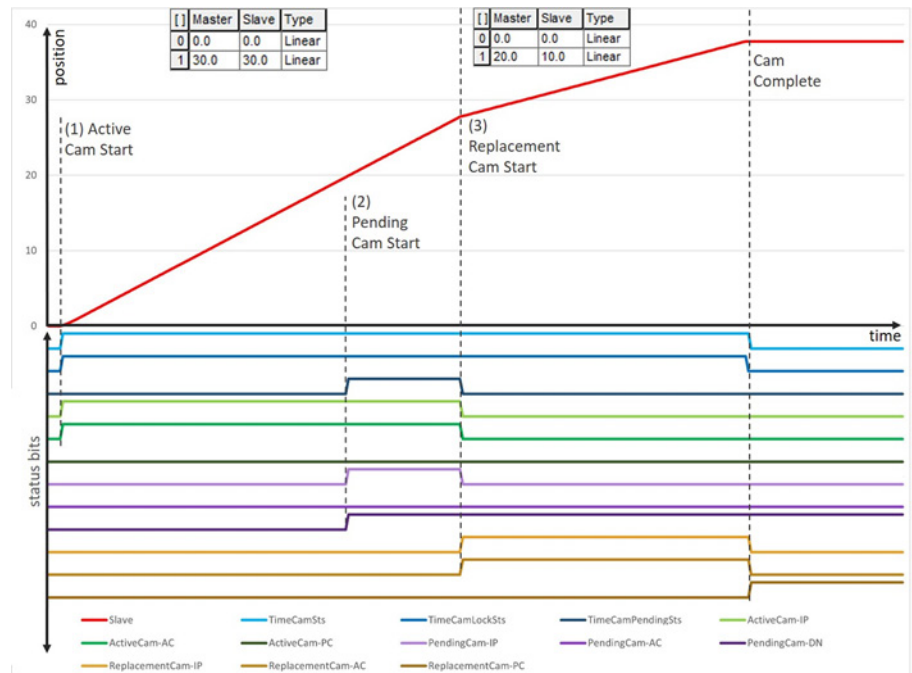 40
30
20
10
0
position
[ ] Master Slave Type
0 0.0 0.0 Linear
1 30.0 30.0 Linear
[ ] Master Slave Type
0 0.0 0.0 Linear
1 20.0 10.0 Linear
(1) Active
Cam Start
(2)
Pending
Cam Start
(3)
Replacement
Cam Start
Cam
Complete
time
status bits
Slave TimeCamSts TimeCamLockSts TimeCamPendingSts ActiveCam-IP
ActiveCam-AC ActiveCam-PC PendingCam-IP PendingCam-AC PendingCam-DN
ReplacementCam-IP ReplacementCam-AC ReplacementCam-PC